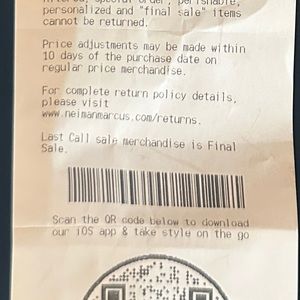 Altered, special order, perishable,
personalized and "final sale" items
cannot be returned.
Price adjustments may be made within
10 days of the purchase date on
regular price merchandise.
For complete return policy details,
please visit
www.neimanmarcus.com/returns.
Last Call sale merchandise is Final
Sale.
Scan the QR code below to download
our iOS app & take style on the go